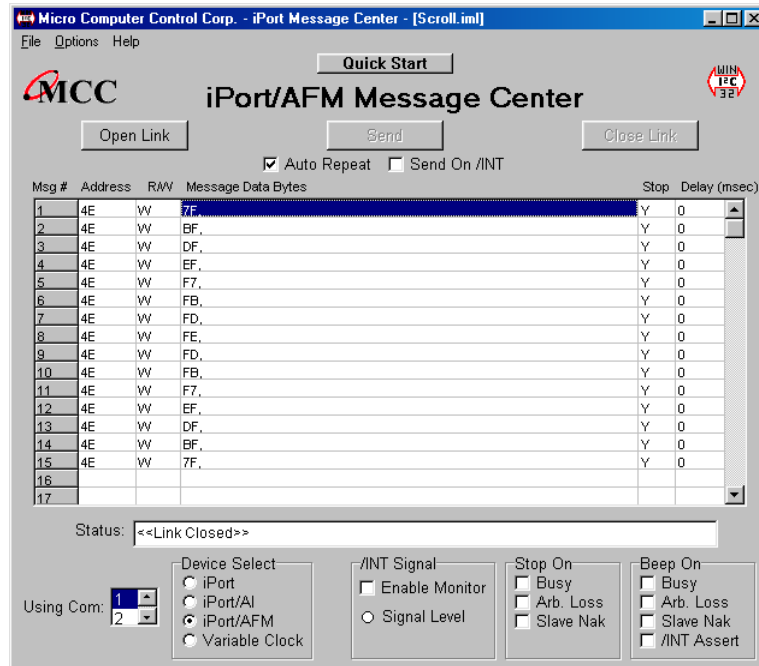 Micro Computer Control Corp. - iPort Message Center - [Scroll.iml]
File Options Help
Quick Start
MCC
iPort/AFM Message Center
WIN I²C 32
Open Link Send Close Link
Auto Repeat Send On /INT
Msg # Address R/W Message Data Bytes Stop Delay (msec)
1 4E W 7F, Y 0
2 4E W BF, Y 0
3 4E W DF, Y 0
4 4E W EF, Y 0
5 4E W F7, Y 0
6 4E W FB, Y 0
7 4E W FD, Y 0
8 4E W FE, Y 0
9 4E W FD, Y 0
10 4E W FB, Y 0
11 4E W F7, Y 0
12 4E W EF, Y 0
13 4E W DF, Y 0
14 4E W BF, Y 0
15 4E W 7F, Y 0
16
17
Status: <<Link Closed>>
Using Com: 1
2
Device Select
iPort
iPort/AI
iPort/AFM
Variable Clock
/INT Signal
Enable Monitor
Signal Level
Stop On
Busy
Arb. Loss
Slave Nak
Beep On
Busy
Arb. Loss
Slave Nak
/INT Assert